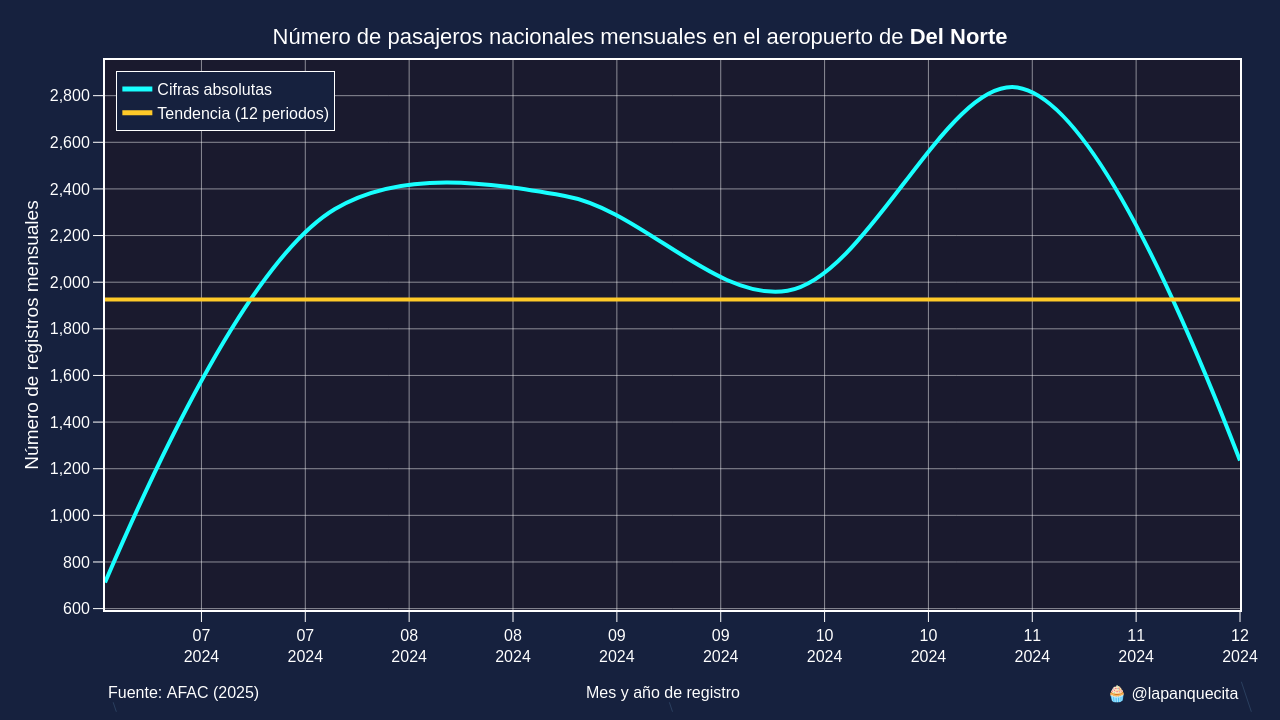 Número de pasajeros nacionales mensuales en el aeropuerto de Del Norte
Cifras absolutas
Tendencia (12 periodos)
Número de registros mensuales
2,800
2,600
2,400
2,200
2,000
1,800
1,600
1,400
1,200
1,000
800
600
07 07 08 08 09 09 10 10 11 11 12
2024 2024 2024 2024 2024 2024 2024 2024 2024 2024 2024
Fuente: AFAC (2025) Mes y año de registro 🧁 @lapanquecita